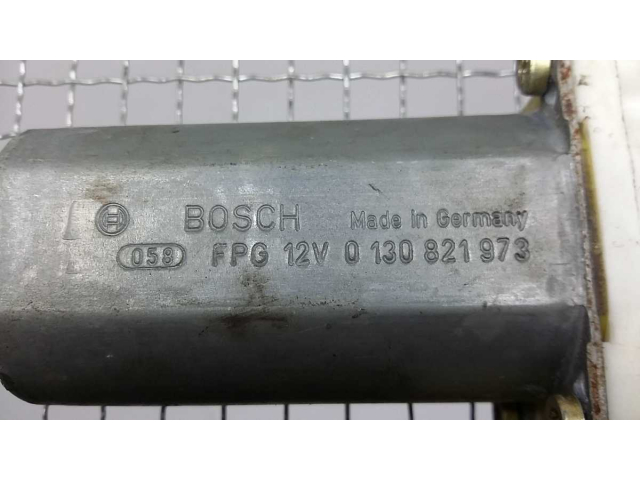 BOSCH Made in Germany
058 FPG 12V 0 130 821 973